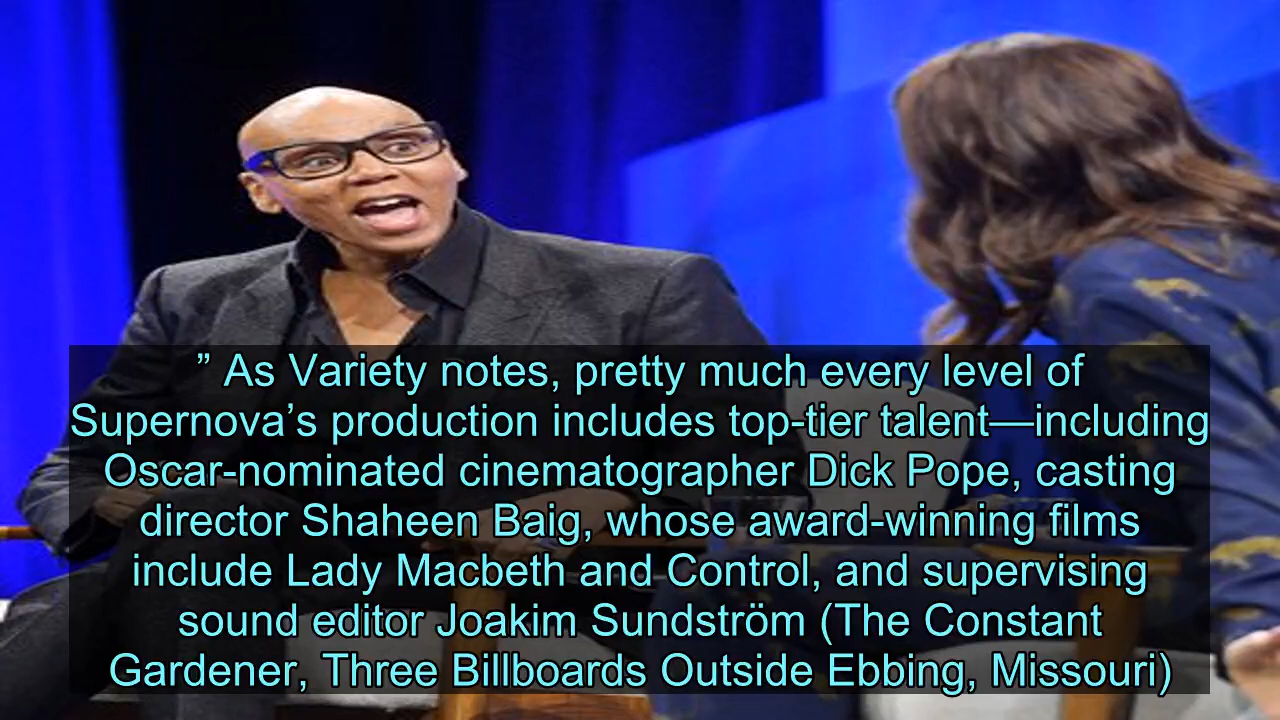 ” As Variety notes, pretty much every level of
Supernova’s production includes top-tier talent—including
Oscar-nominated cinematographer Dick Pope, casting
director Shaheen Baig, whose award-winning films
include Lady Macbeth and Control, and supervising
sound editor Joakim Sundström (The Constant
Gardener, Three Billboards Outside Ebbing, Missouri)